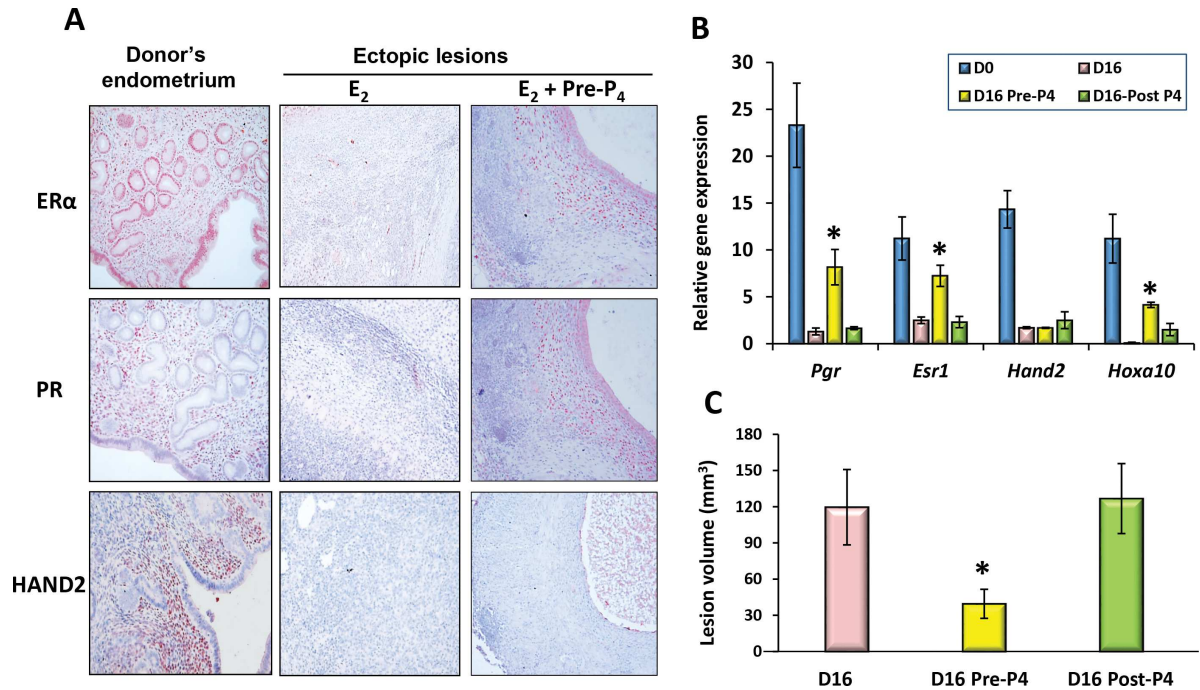 A
Donor's
endometrium
Ectopic lesions
E2
E2 + Pre-P4
ERα
PR
HAND2
B
Relative gene expression
30
25
20
15
10
5
0
D0
D16
D16 Pre-P4
D16-Post P4
*
*
*
Pgr
Esr1
Hand2
Hoxa10
C
Lesion volume (mm³)
180
150
120
90
60
30
0
*
D16
D16 Pre-P4
D16 Post-P4